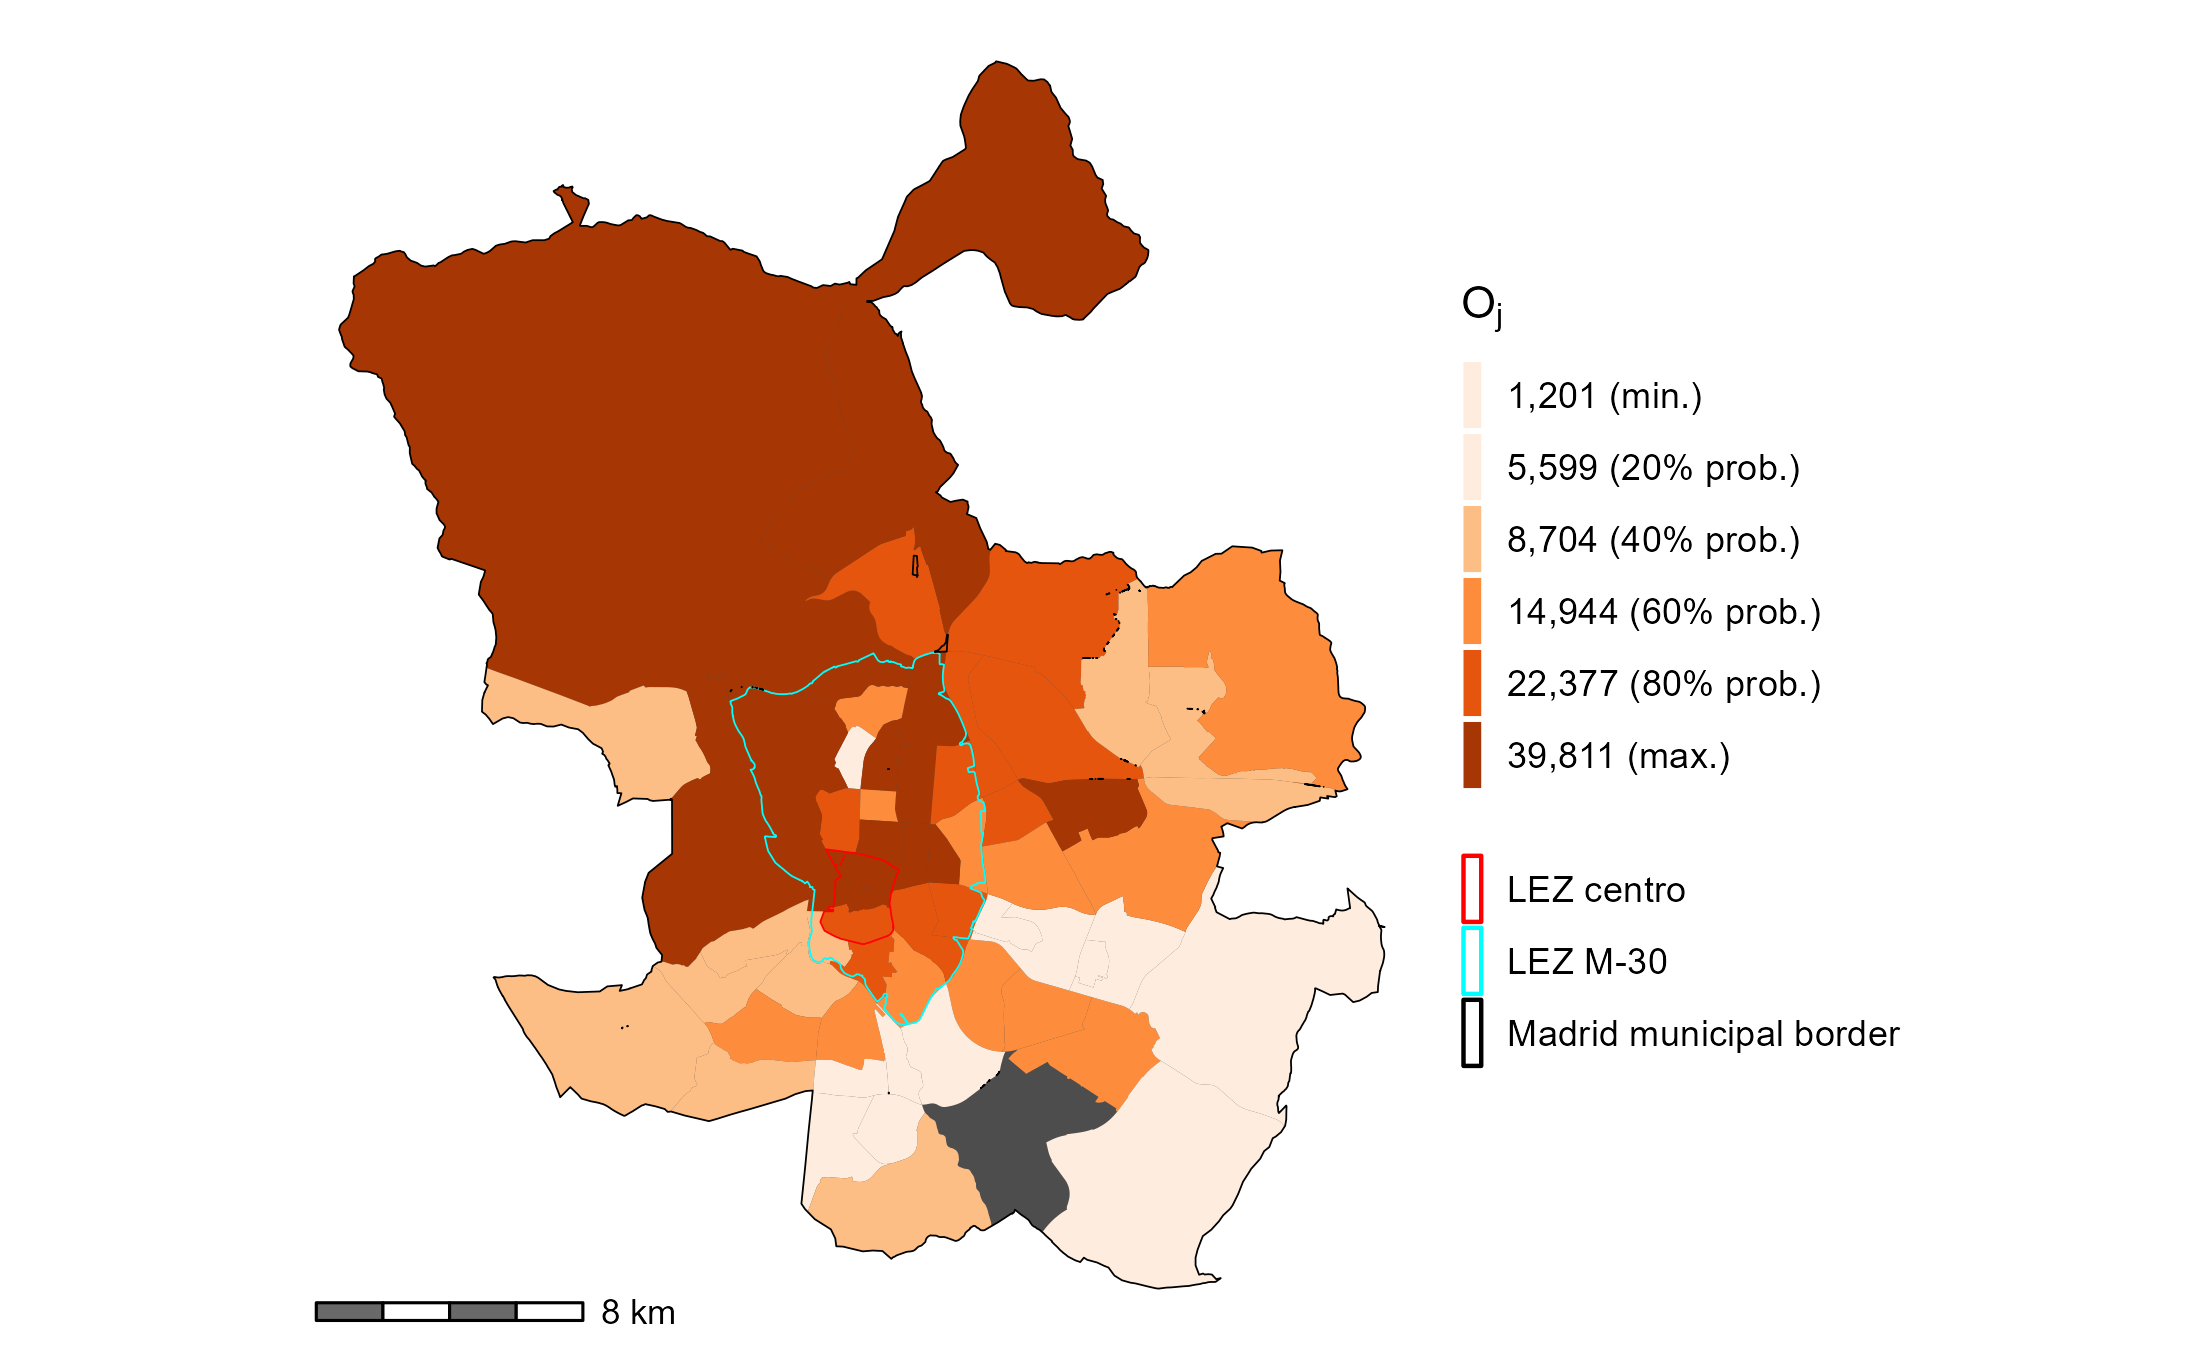 Oj
1,201 (min.)
5,599 (20% prob.)
8,704 (40% prob.)
14,944 (60% prob.)
22,377 (80% prob.)
39,811 (max.)
LEZ centro
LEZ M-30
Madrid municipal border
8 km